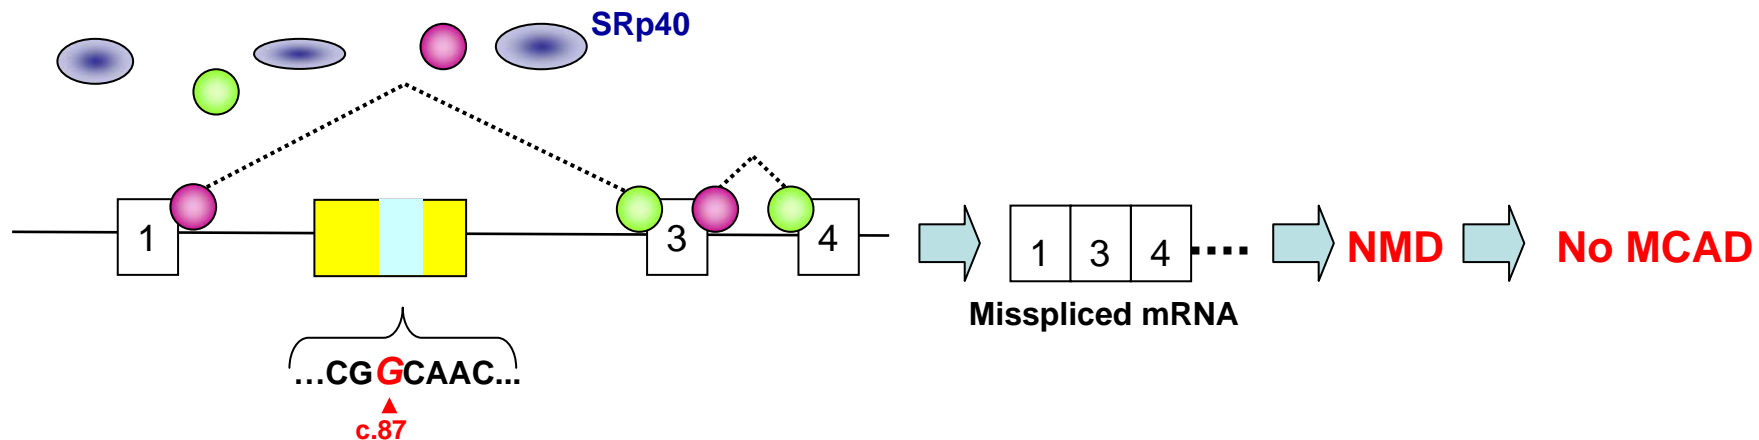 SRp40
1
3
4
1 3 4
NMD
No MCAD
Misspliced mRNA
...CGGCAAC...
c.87